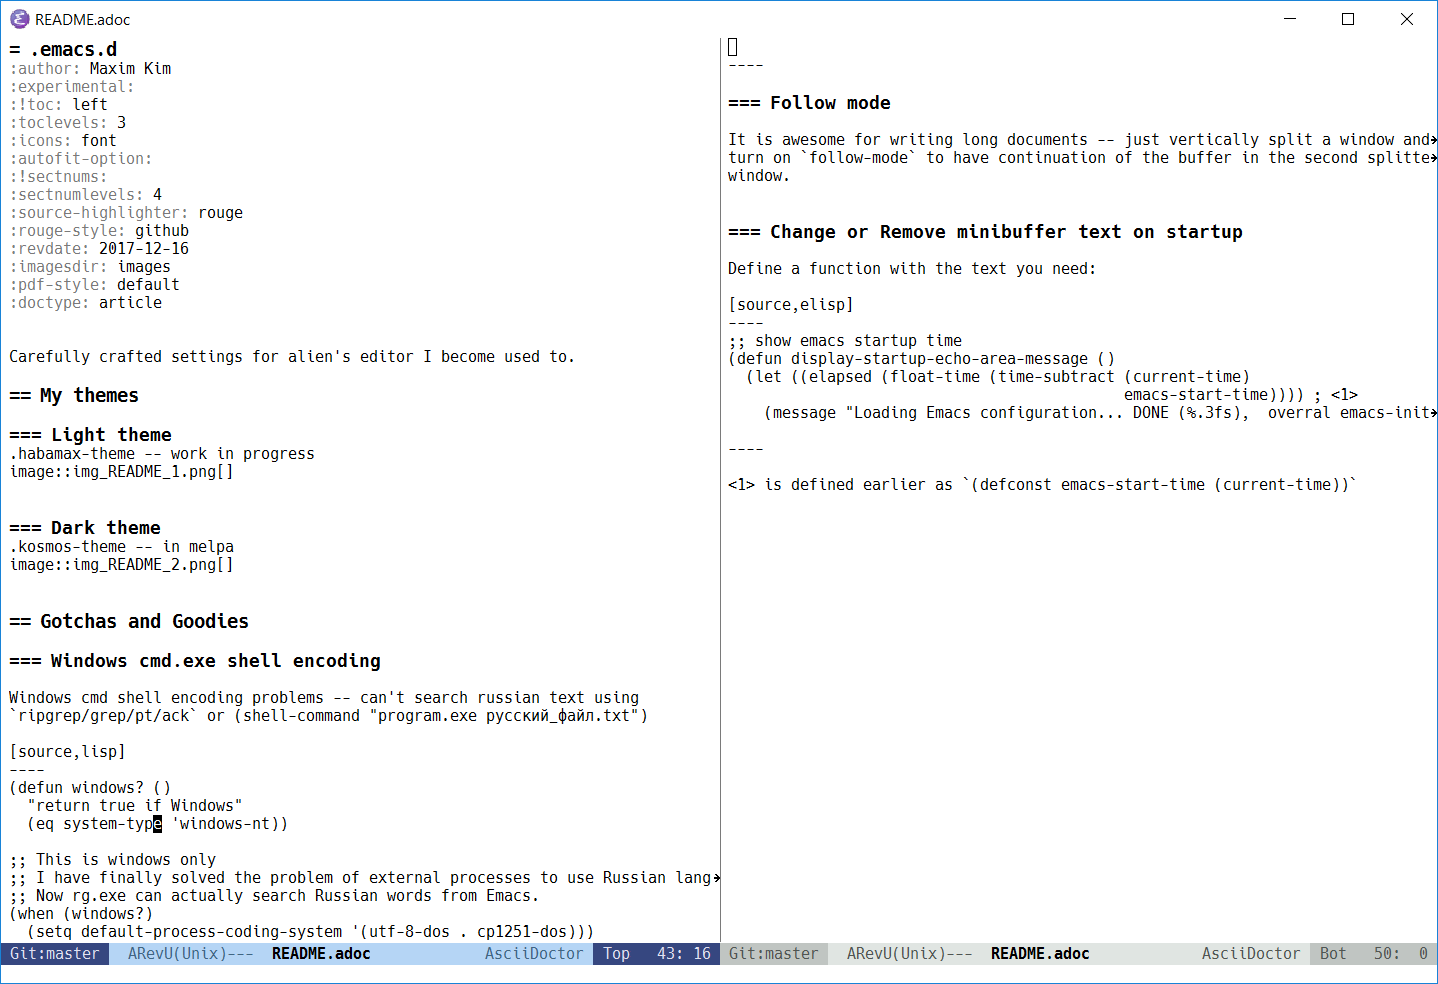 README.adoc
= .emacs.d
:author: Maxim Kim
:experimental:
:!toc: left
:toclevels: 3
:icons: font
:autofit-option:
:!sectnums:
:sectnumlevels: 4
:source-highlighter: rouge
:rouge-style: github
:revdate: 2017-12-16
:imagesdir: images
:pdf-style: default
:doctype: article
Carefully crafted settings for alien's editor I become used to.
== My themes
=== Light theme
.habamax-theme -- work in progress
image::img_README_1.png[]
=== Dark theme
.kosmos-theme -- in melpa
image::img_README_2.png[]
== Gotchas and Goodies
=== Windows cmd.exe shell encoding
Windows cmd shell encoding problems -- can't search russian text using
`ripgrep/grep/pt/ack` or (shell-command "program.exe русский_файл.txt")
[source,lisp]
----
(defun windows? ()
  "return true if Windows"
  (eq system-type 'windows-nt))
;; This is windows only
;; I have finally solved the problem of external processes to use Russian lang
;; Now rg.exe can actually search Russian words from Emacs.
(when (windows?)
  (setq default-process-coding-system '(utf-8-dos . cp1251-dos)))
Git:master ARevU(Unix)--- README.adoc AsciiDoctor Top 43: 16
----
=== Follow mode
It is awesome for writing long documents -- just vertically split a window and
turn on `follow-mode` to have continuation of the buffer in the second splitte
window.
=== Change or Remove minibuffer text on startup
Define a function with the text you need:
[source,elisp]
----
;; show emacs startup time
(defun display-startup-echo-area-message ()
  (let ((elapsed (float-time (time-subtract (current-time)
                                            emacs-start-time)))) ; <1>
    (message "Loading Emacs configuration... DONE (%.3fs),  overral emacs-init
----
<1> is defined earlier as `(defconst emacs-start-time (current-time))`
Git:master ARevU(Unix)--- README.adoc AsciiDoctor Bot 50: 0